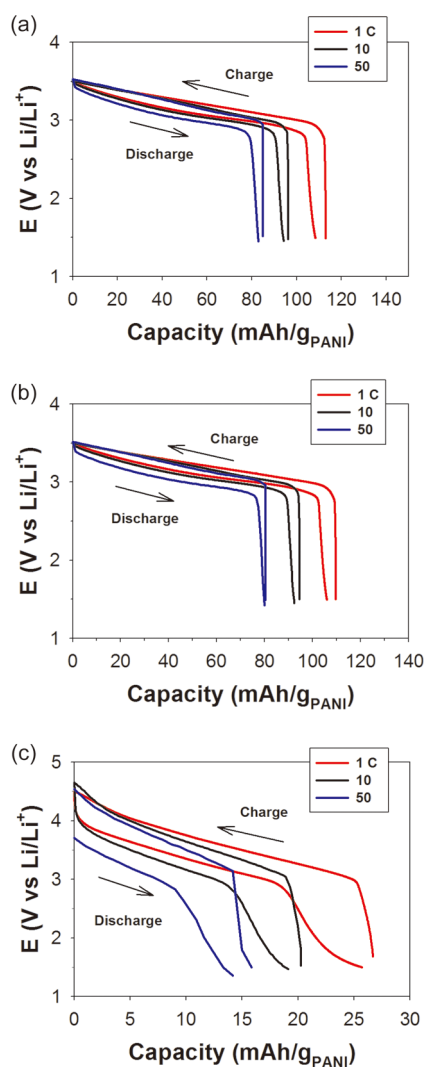 (a)
1 C
10
50
Charge
Discharge
E (V vs Li/Li+)
4
3
2
1
0 20 40 60 80 100 120 140
Capacity (mAh/gPANI)
(b)
1 C
10
50
Charge
Discharge
E (V vs Li/Li+)
4
3
2
1
0 20 40 60 80 100 120 140
Capacity (mAh/gPANI)
(c)
1 C
10
50
Charge
Discharge
E (V vs Li/Li+)
5
4
3
2
1
0 5 10 15 20 25 30
Capacity (mAh/gPANI)